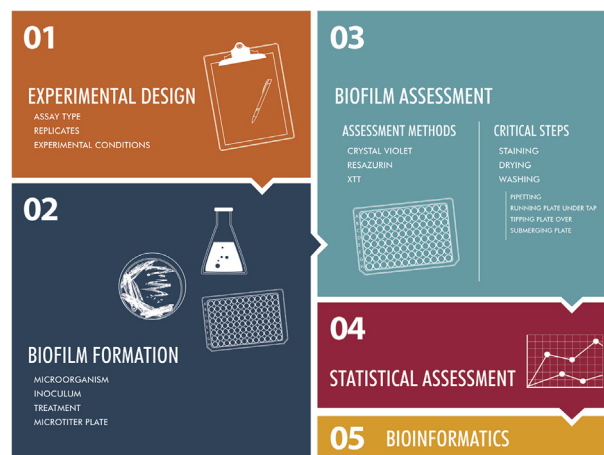 01
EXPERIMENTAL DESIGN
ASSAY TYPE
REPLICATES
EXPERIMENTAL CONDITIONS
02
BIOFILM FORMATION
MICROORGANISM
INOCULUM
TREATMENT
MICROTITER PLATE
03
BIOFILM ASSESSMENT
ASSESSMENT METHODS
CRYSTAL VIOLET
RESAZURIN
XTT
CRITICAL STEPS
STAINING
DRYING
WASHING
PIPETTING
RUNNING PLATE UNDER TAP
TIPPING PLATE OVER
SUBMERGING PLATE
04
STATISTICAL ASSESSMENT
05 BIOINFORMATICS